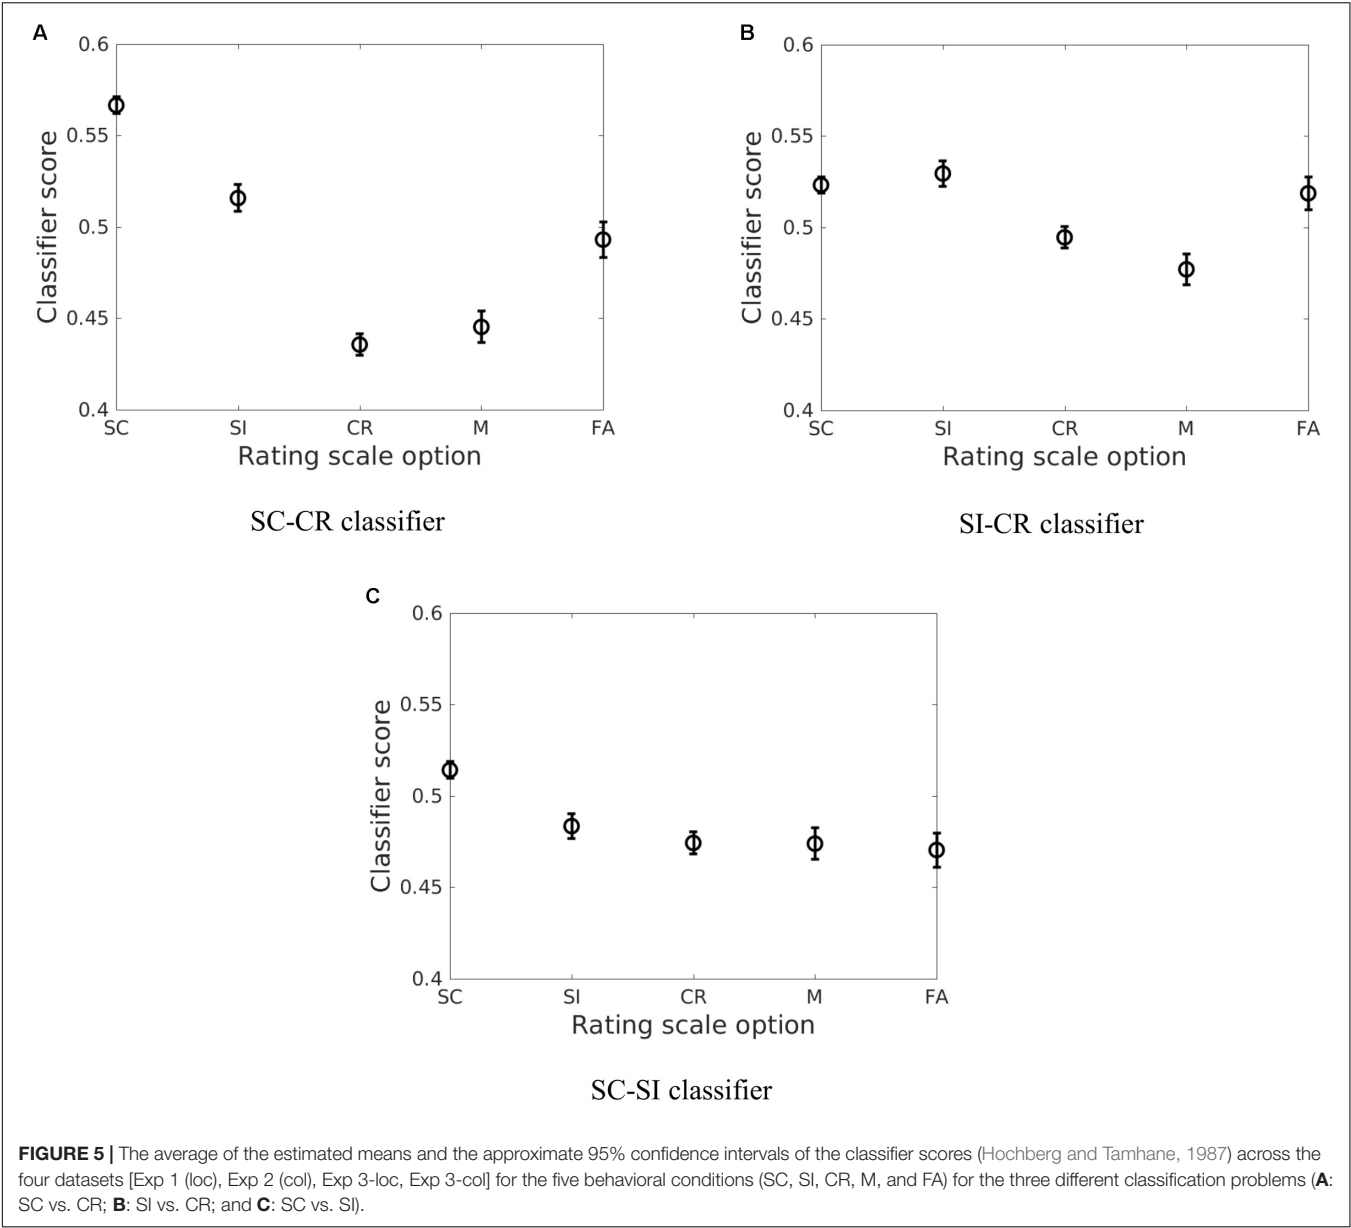 A
0.6
0.55
0.5
0.45
0.4
Classifier score
SC SI CR M FA
Rating scale option
SC-CR classifier
B
0.6
0.55
0.5
0.45
0.4
Classifier score
SC SI CR M FA
Rating scale option
SI-CR classifier
C
0.6
0.55
0.5
0.45
0.4
Classifier score
SC SI CR M FA
Rating scale option
SC-SI classifier
FIGURE 5 | The average of the estimated means and the approximate 95% confidence intervals of the classifier scores (Hochberg and Tamhane, 1987) across the
four datasets [Exp 1 (loc), Exp 2 (col), Exp 3-loc, Exp 3-col] for the five behavioral conditions (SC, SI, CR, M, and FA) for the three different classification problems (A:
SC vs. CR; B: SI vs. CR; and C: SC vs. SI).